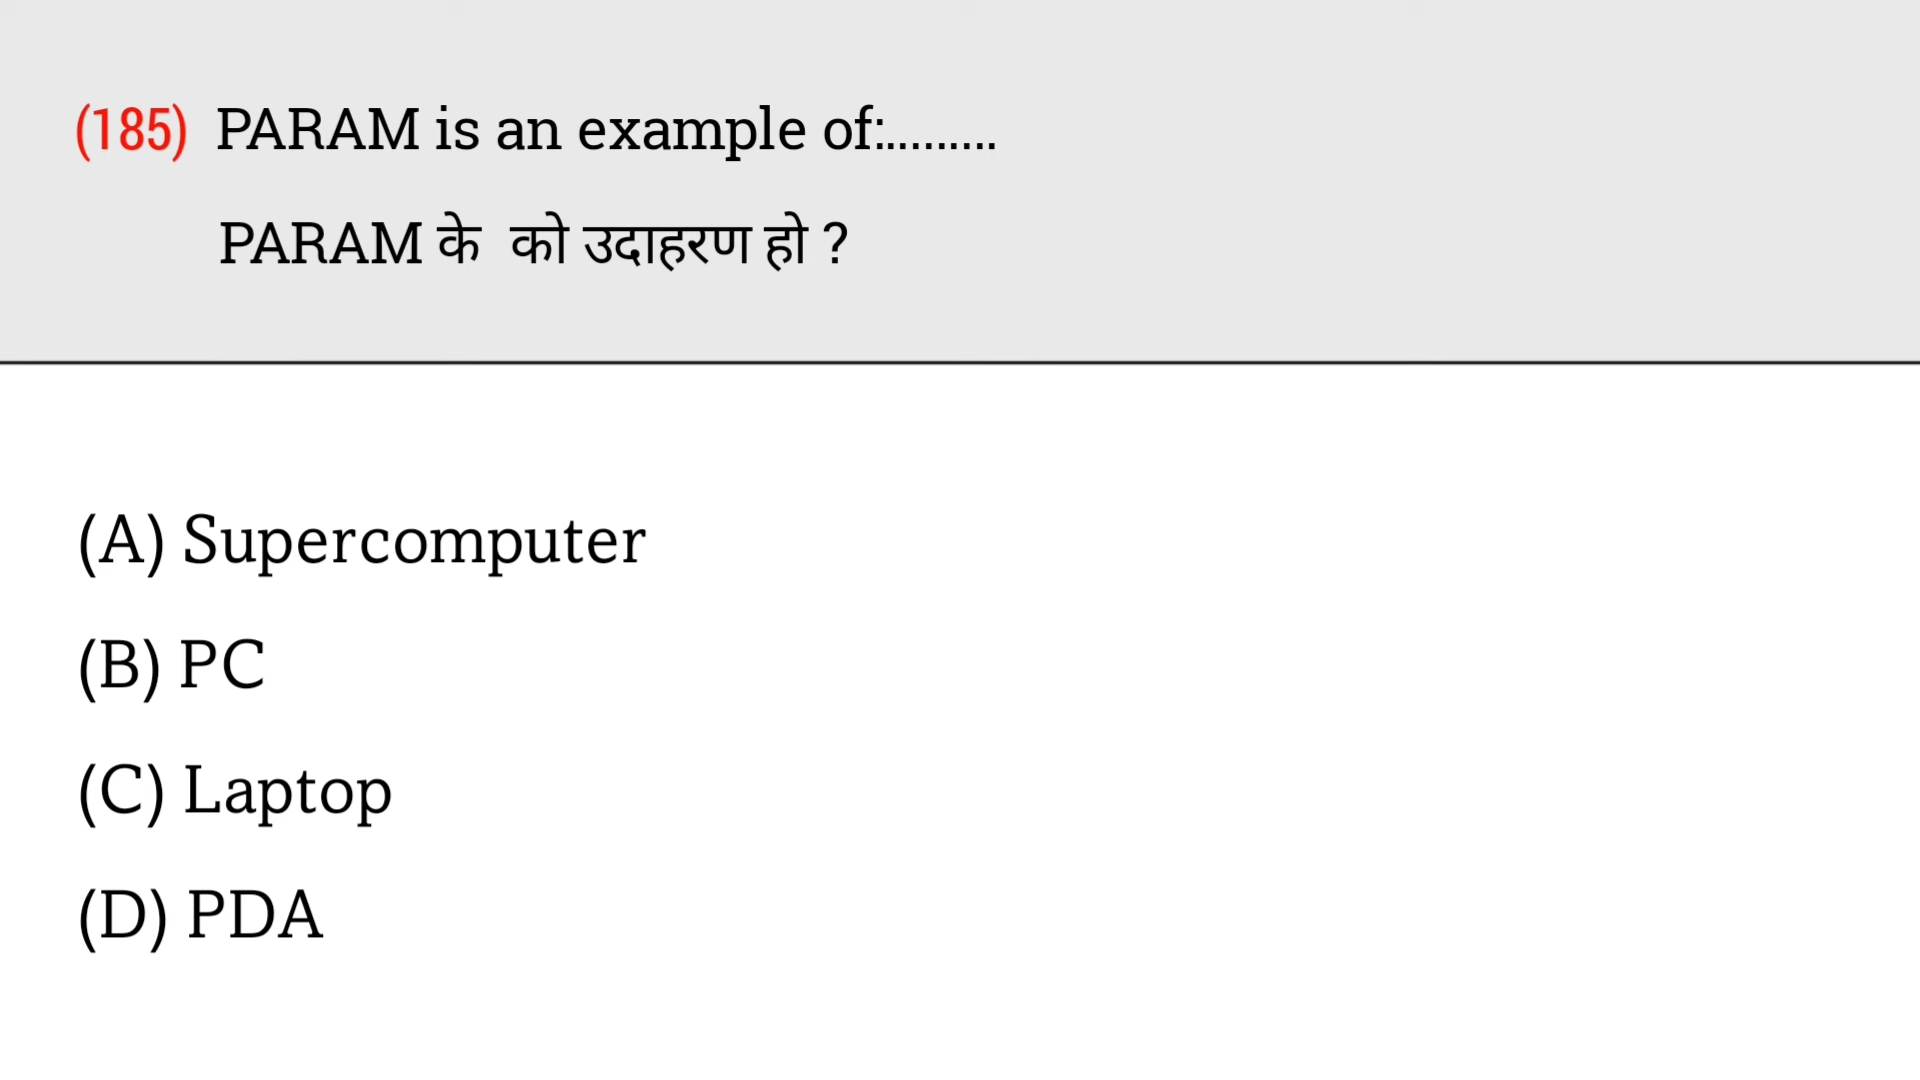 (185) PARAM is an example of:.........
PARAM के को उदाहरण हो ?
(A) Supercomputer
(B) PC
(C) Laptop
(D) PDA